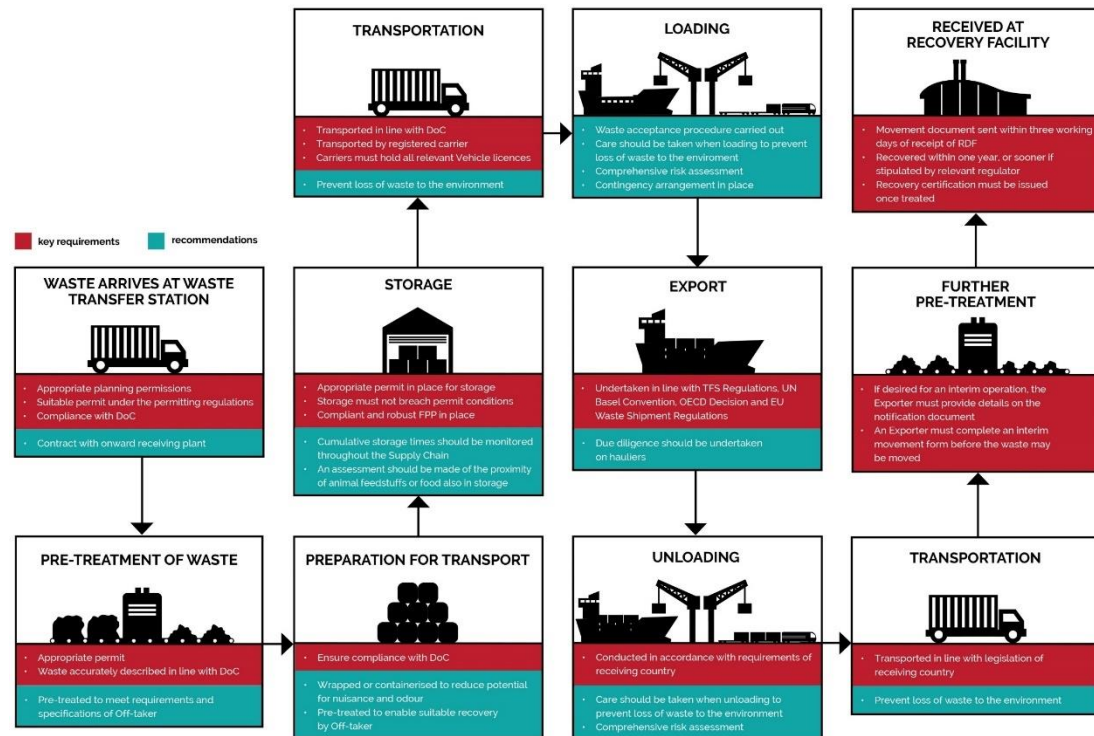 TRANSPORTATION
• Transported in line with DoC
• Transported by registered carrier
• Carriers must hold all relevant Vehicle licences
• Prevent loss of waste to the environment
LOADING
• Waste acceptance procedure carried out
• Care should be taken when loading to prevent
loss of waste to the enviroment
• Comprehensive risk assessment
• Contingency arrangement in place
RECEIVED AT
RECOVERY FACILITY
• Movement document sent within three working
days of receipt of RDF
• Recovered within one year, or sooner if
stipulated by relevant regulator
• Recovery certification must be issued
once treated
key requirements
recommendations
WASTE ARRIVES AT WASTE
TRANSFER STATION
• Appropriate planning permissions
• Suitable permit under the permitting regulations
• Compliance with DoC
• Contract with onward receiving plant
STORAGE
• Appropriate permit in place for storage
• Storage must not breach permit conditions
• Compliant and robust FPP in place
• Cumulative storage times should be monitored
throughout the Supply Chain
• An assessment should be made of the proximity
of animal feedstuffs or food also in storage
EXPORT
• Undertaken in line with TFS Regulations, UN
Basel Convention, OECD Decision and EU
Waste Shipment Regulations
• Due diligence should be undertaken
on hauliers
FURTHER
PRE-TREATMENT
• If desired for an interim operation, the
Exporter must provide details on the
notification document
• An Exporter must complete an interim
movement form before the waste may
be moved
PRE-TREATMENT OF WASTE
• Appropriate permit
• Waste accurately described in line with DoC
• Pre-treated to meet requirements and
specifications of Off-taker
PREPARATION FOR TRANSPORT
• Ensure compliance with DoC
• Wrapped or containerised to reduce potential
for nuisance and odour
• Pre-treated to enable suitable recovery
by Off-taker
UNLOADING
• Conducted in accordance with requirements of
receiving country
• Care should be taken when unloading to
prevent loss of waste to the environment
• Comprehensive risk assessment
TRANSPORTATION
• Transported in line with legislation of
receiving country
• Prevent loss of waste to the environment